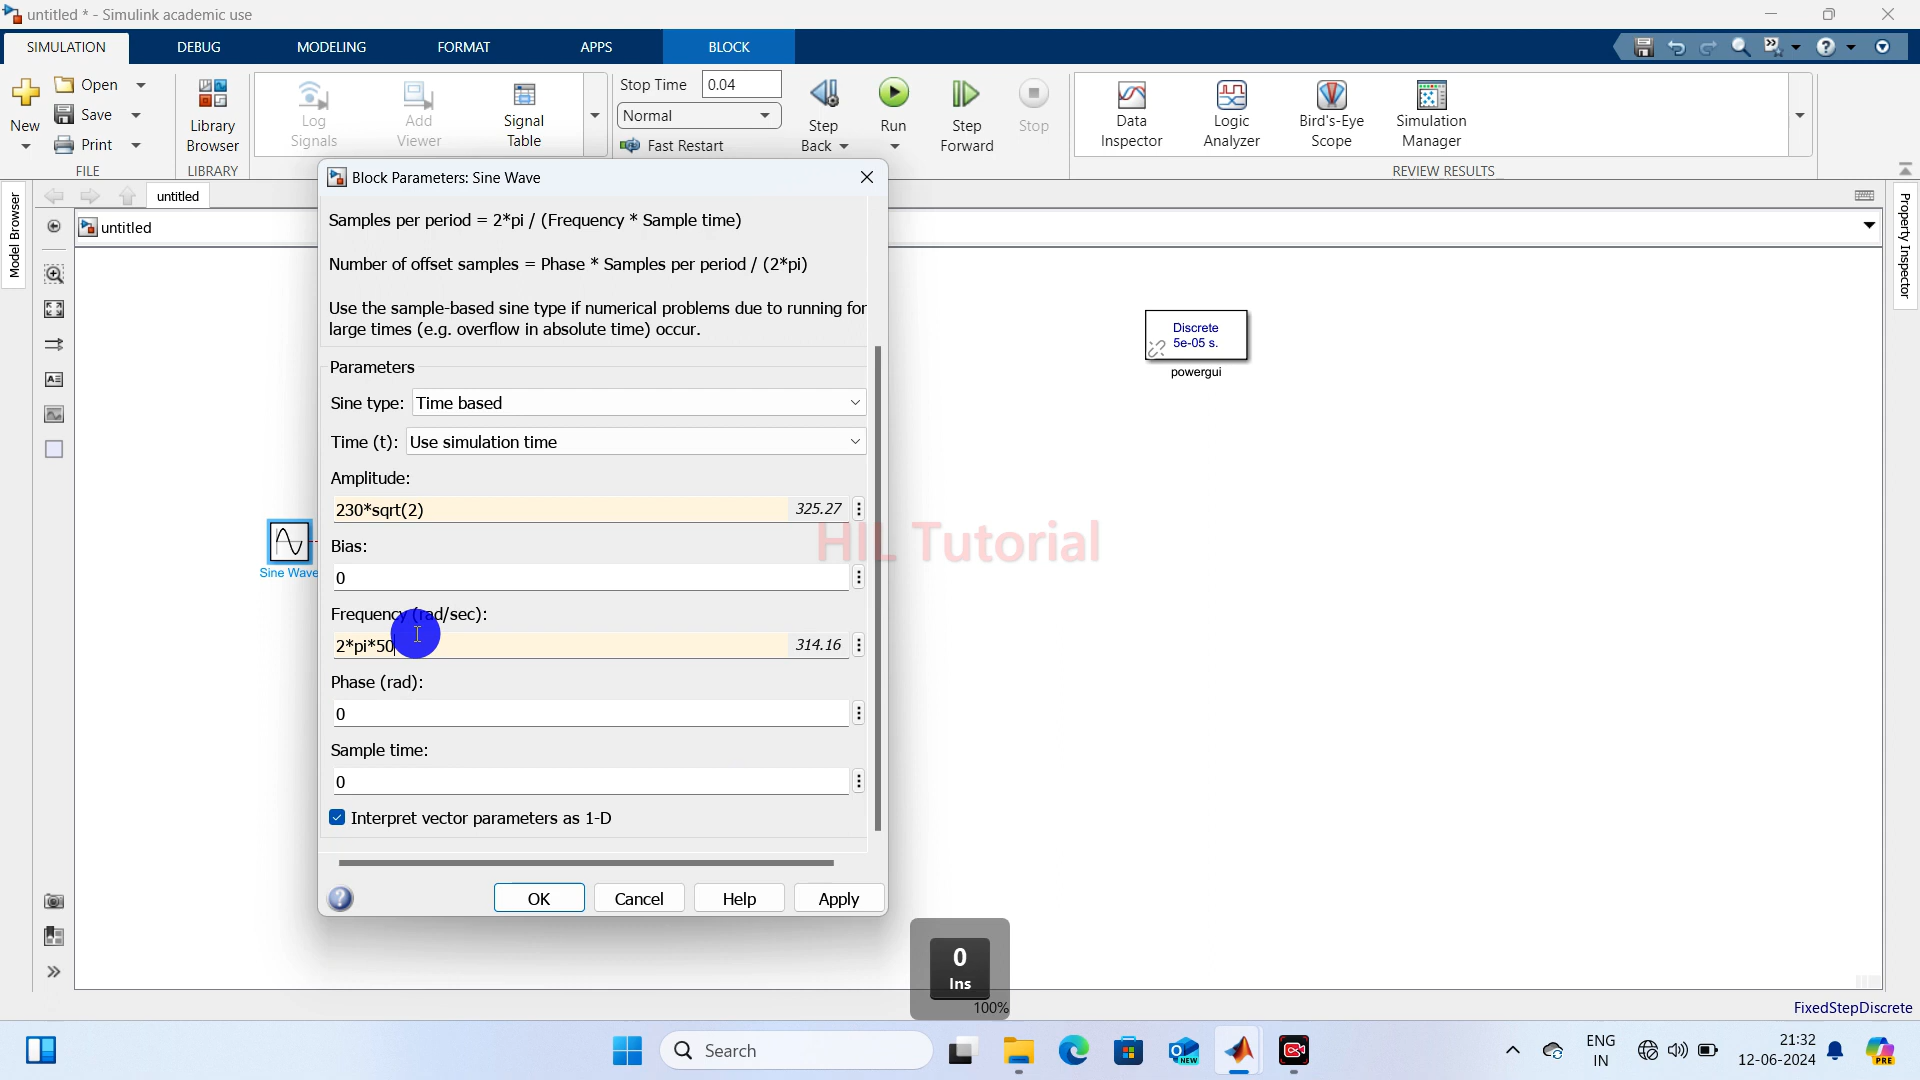 untitled * - Simulink academic use
SIMULATION
DEBUG
MODELING
FORMAT
APPS
BLOCK
New
Open
Save
Print
FILE
Library
Browser
LIBRARY
Log
Signals
Add
Viewer
Signal
Table
Stop Time
0.04
Normal
Fast Restart
Step
Back
Run
Step
Forward
Stop
Data
Inspector
Logic
Analyzer
Bird's-Eye
Scope
Simulation
Manager
REVIEW RESULTS
Model Browser
untitled
untitled
Property Inspector
Block Parameters: Sine Wave
Samples per period = 2*pi / (Frequency * Sample time)
Number of offset samples = Phase * Samples per period / (2*pi)
Use the sample-based sine type if numerical problems due to running for
large times (e.g. overflow in absolute time) occur.
Parameters
Sine type: Time based
Time (t): Use simulation time
Amplitude:
230*sqrt(2) 325.27
Bias:
0
Frequency (rad/sec):
2*pi*50 314.16
Phase (rad):
0
Sample time:
0
Interpret vector parameters as 1-D
OK
Cancel
Help
Apply
Sine Wave
Discrete
5e-05 s.
powergui
HIL Tutorial
0
Ins
100%
FixedStepDiscrete
Search
NEW
ENG
IN
21:32
12-06-2024
PRE